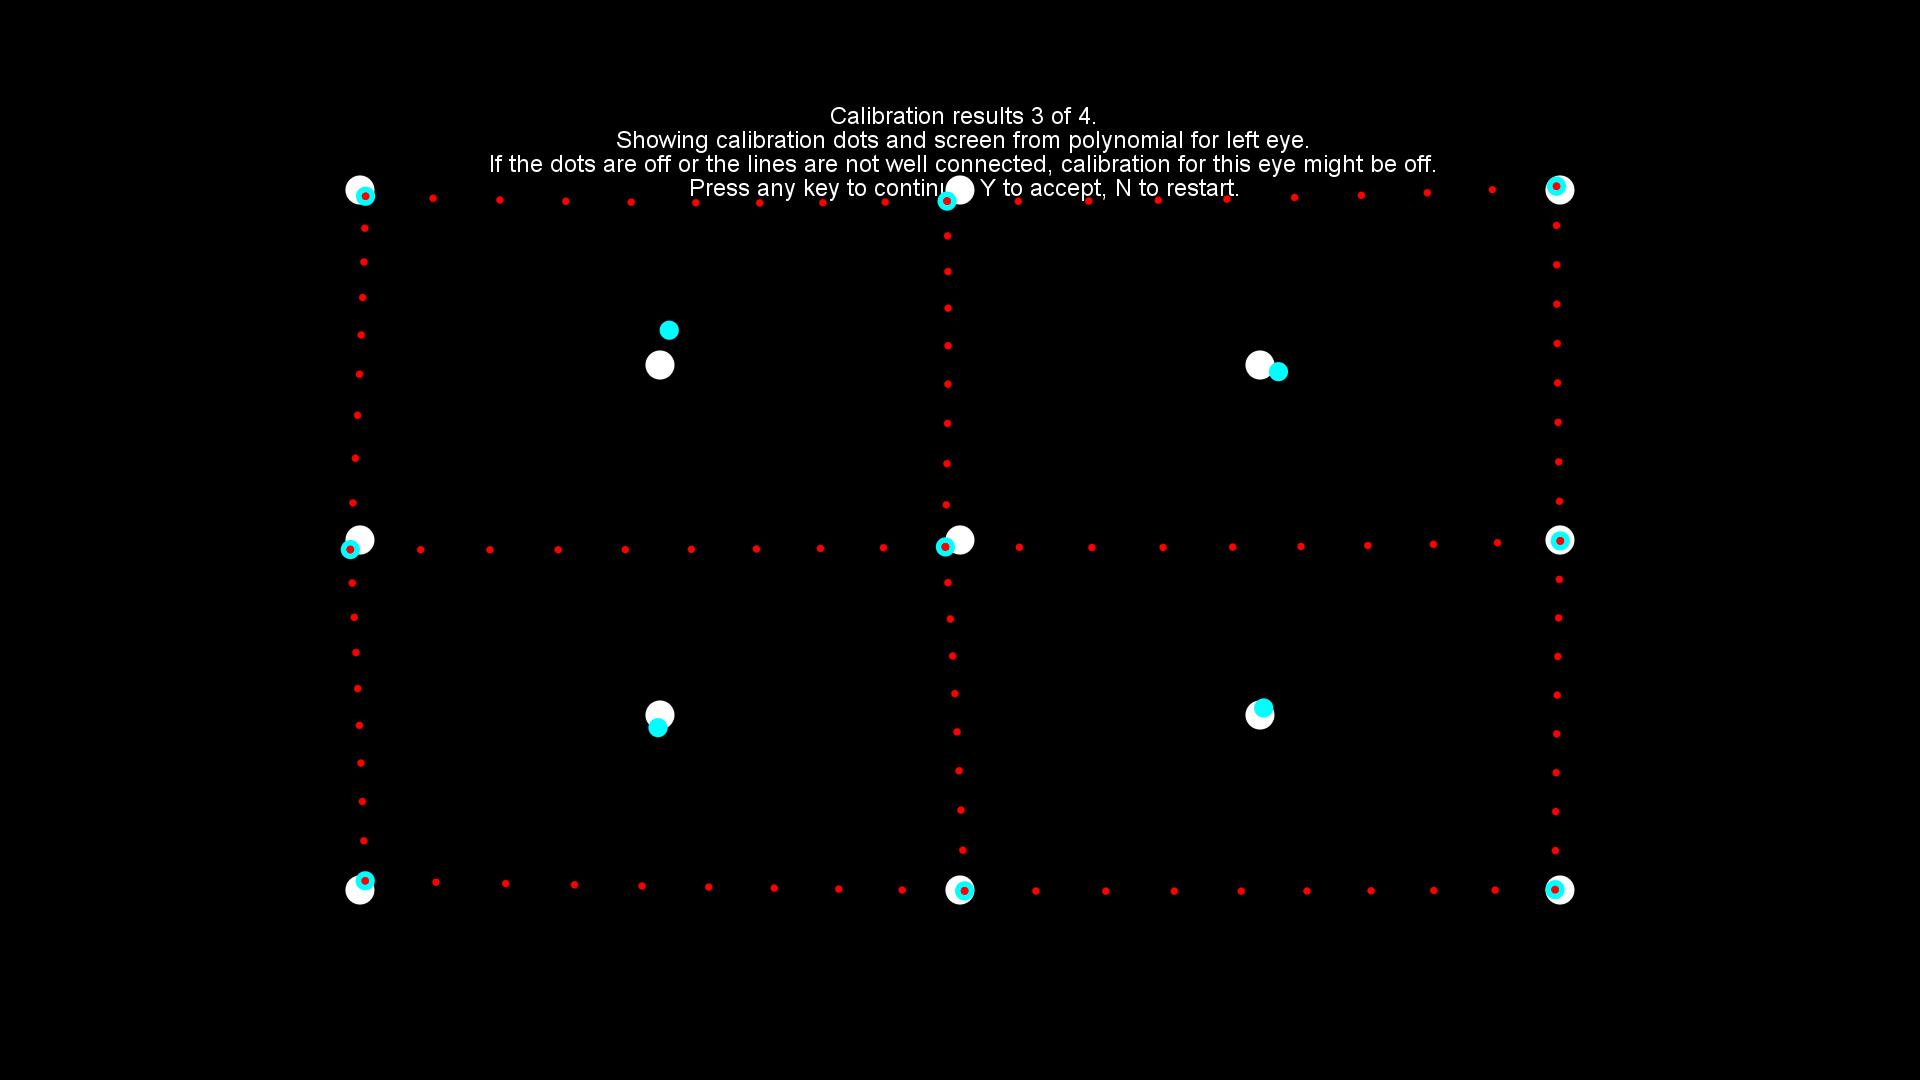 Calibration results 3 of 4.
Showing calibration dots and screen from polynomial for left eye.
If the dots are off or the lines are not well connected, calibration for this eye might be off.
Press any key to continu Y to accept, N to restart.